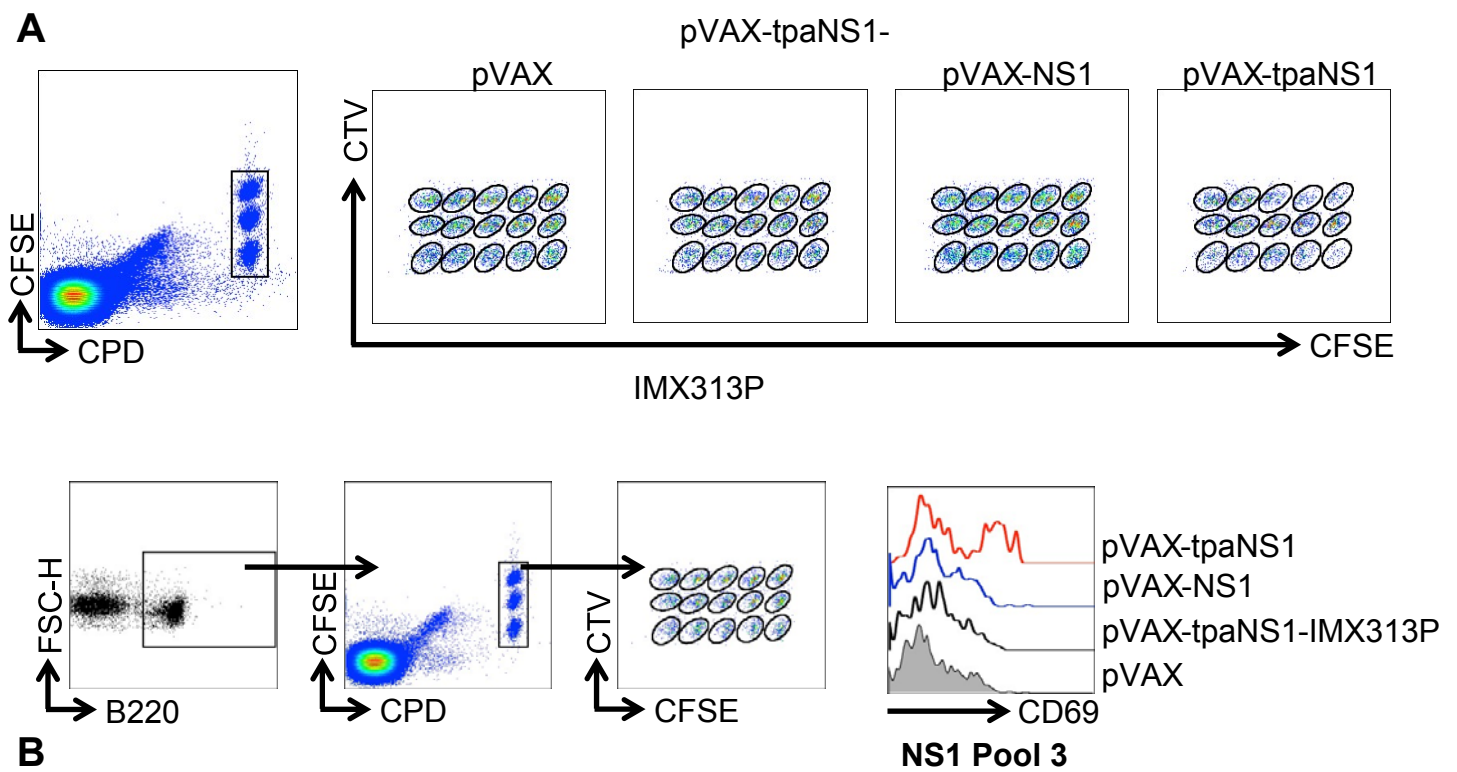 A
pVAX-tpaNS1-
pVAX
pVAX-NS1
pVAX-tpaNS1
CFSE
CPD
CTV
CFSE
IMX313P
FSC-H
B220
CFSE
CPD
CTV
CFSE
pVAX-tpaNS1
pVAX-NS1
pVAX-tpaNS1-IMX313P
pVAX
CD69
B
NS1 Pool 3